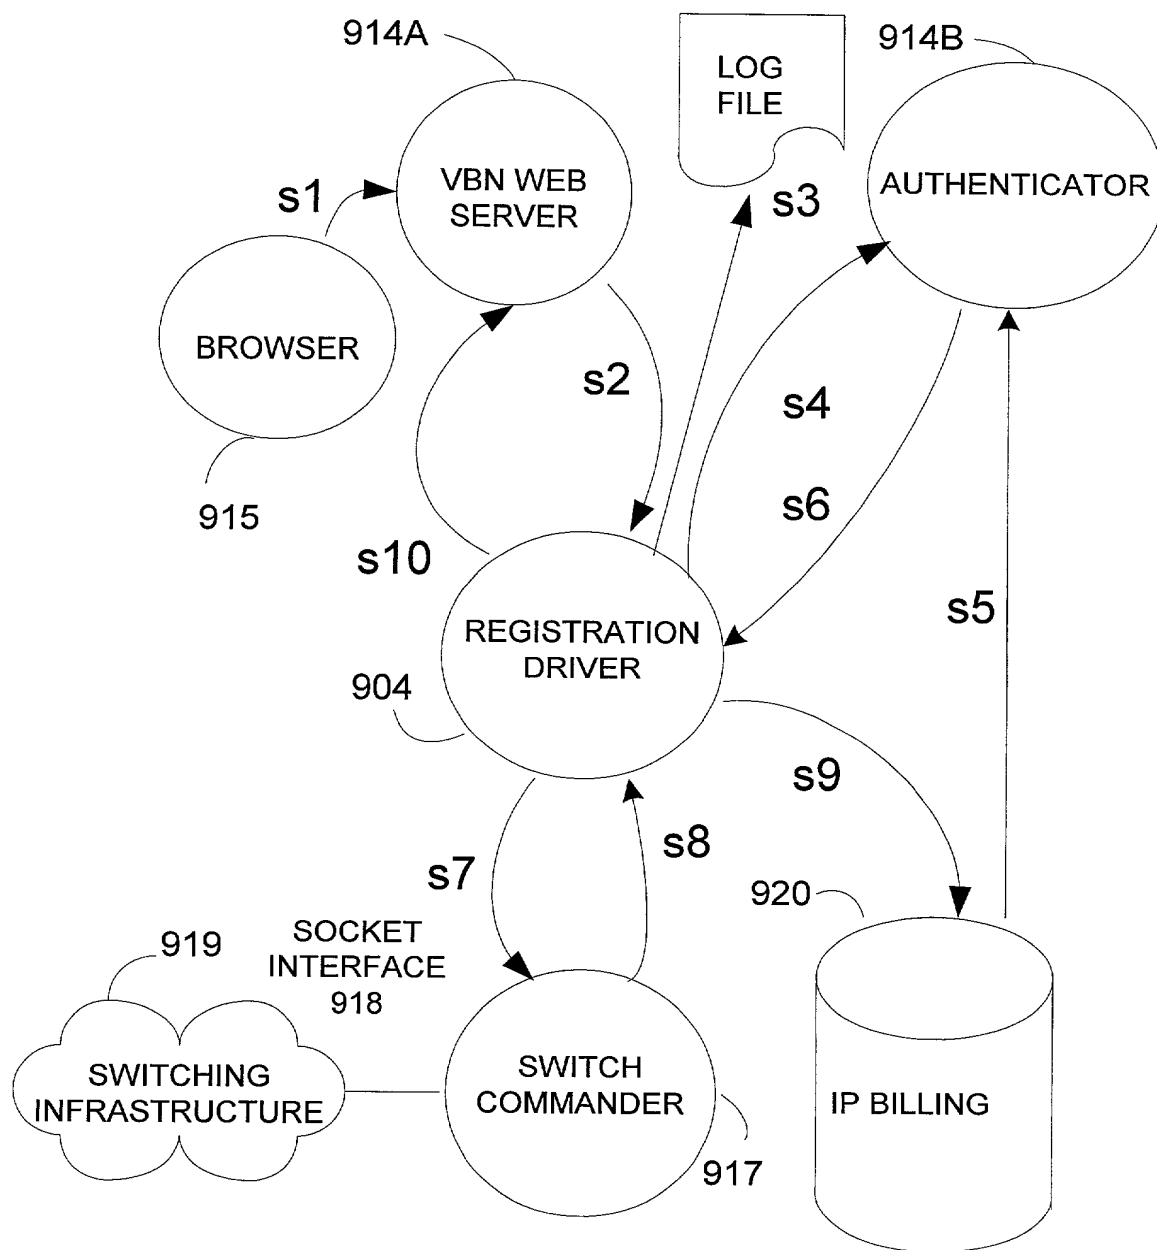 914A
914B
LOG
FILE
VBN WEB
SERVER
AUTHENTICATOR
s1
s3
BROWSER
s2
s4
915
s6
s10
s5
REGISTRATION
DRIVER
904
s9
s8
s7
920
919
SOCKET
INTERFACE
918
SWITCHING
INFRASTRUCTURE
SWITCH
COMMANDER
IP BILLING
917